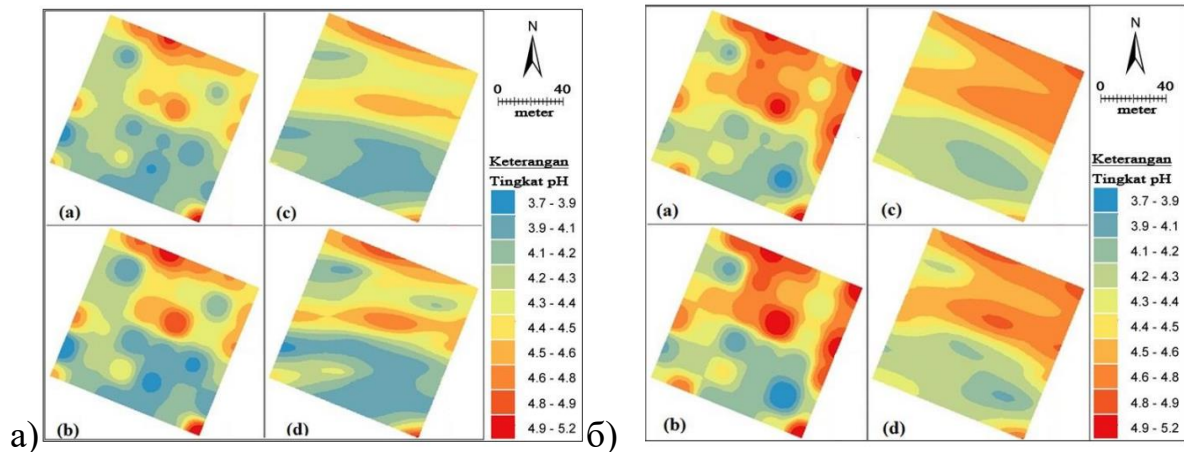 N
0 40
meter
Keterangan
Tingkat pH
3.7 - 3.9
3.9 - 4.1
4.1 - 4.2
4.2 - 4.3
4.3 - 4.4
4.4 - 4.5
4.5 - 4.6
4.6 - 4.8
4.8 - 4.9
4.9 - 5.2
(a) (c)
(b) (d)
а)
N
0 40
meter
Keterangan
Tingkat pH
3.7 - 3.9
3.9 - 4.1
4.1 - 4.2
4.2 - 4.3
4.3 - 4.4
4.4 - 4.5
4.5 - 4.6
4.6 - 4.8
4.8 - 4.9
4.9 - 5.2
(a) (c)
(b) (d)
б)